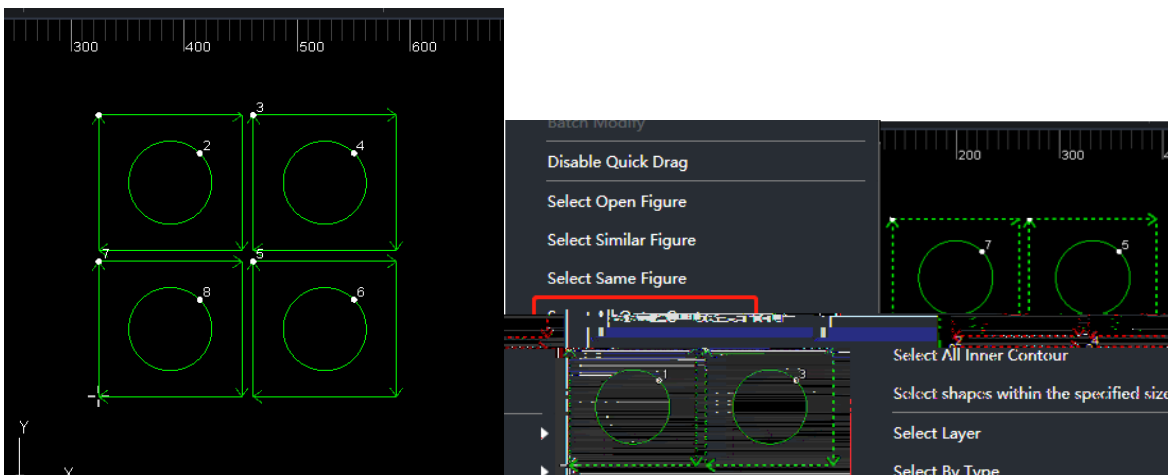 300 400 500 600
3
2 4
7 5
8 6
Y
X
Batch Modify
Disable Quick Drag
Select Open Figure
Select Similar Figure
Select Same Figure
200 300
7 5
2 4
1 3
Select All Inner Contour
Select shapes within the specified size
Select Layer
Select By Type